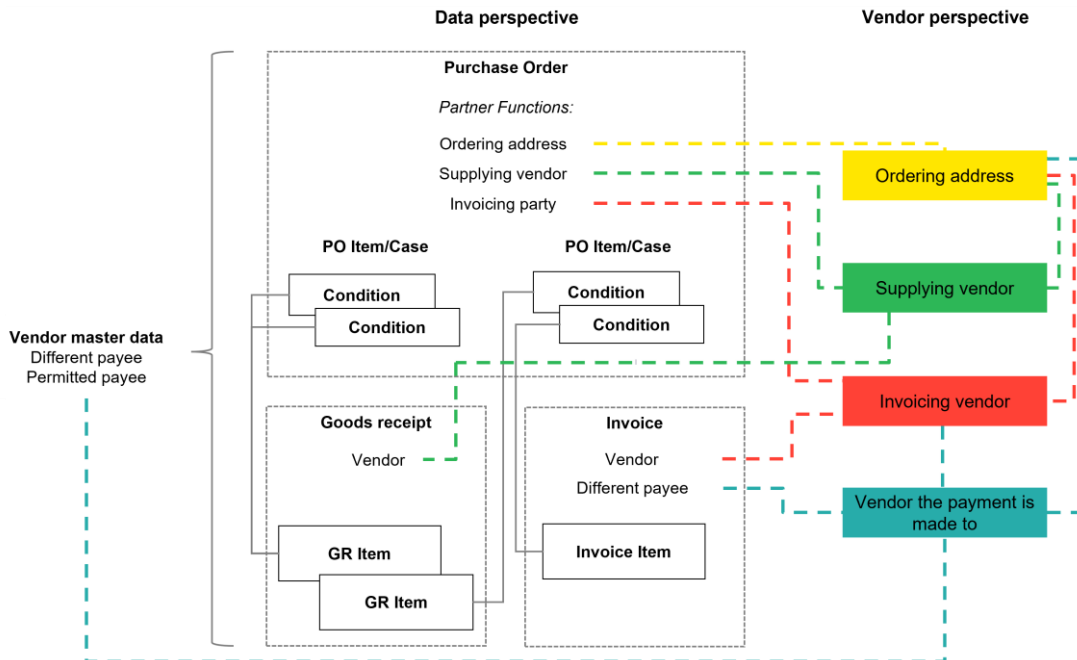 Data perspective
Vendor perspective
Purchase Order
Partner Functions:
Ordering address
Supplying vendor
Invoicing party
PO Item/Case
PO Item/Case
Condition
Condition
Condition
Condition
Vendor master data
Different payee
Permitted payee
Goods receipt
Vendor
GR Item
GR Item
Invoice
Vendor
Different payee
Invoice Item
Ordering address
Supplying vendor
Invoicing vendor
Vendor the payment is
made to